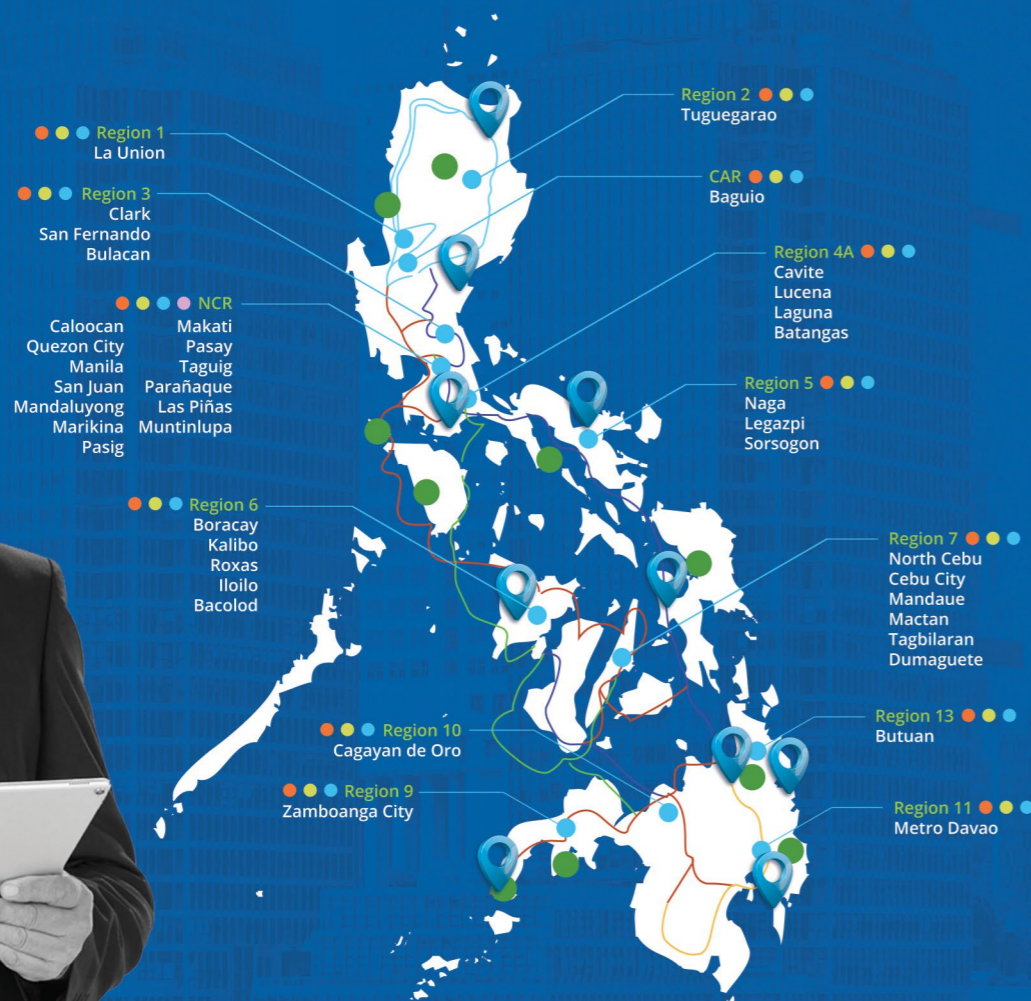 Region 1
La Union
Region 3
Clark
San Fernando
Bulacan
NCR
Caloocan
Quezon City
Manila
San Juan
Mandaluyong
Marikina
Pasig
Makati
Pasay
Taguig
Parañaque
Las Piñas
Muntinlupa
Region 6
Boracay
Kalibo
Roxas
Iloilo
Bacolod
Region 10
Cagayan de Oro
Region 9
Zamboanga City
Region 2
Tuguegarao
CAR
Baguio
Region 4A
Cavite
Lucena
Laguna
Batangas
Region 5
Naga
Legazpi
Sorsogon
Region 7
North Cebu
Cebu City
Mandaue
Mactan
Tagbilaran
Dumaguete
Region 13
Butuan
Region 11
Metro Davao